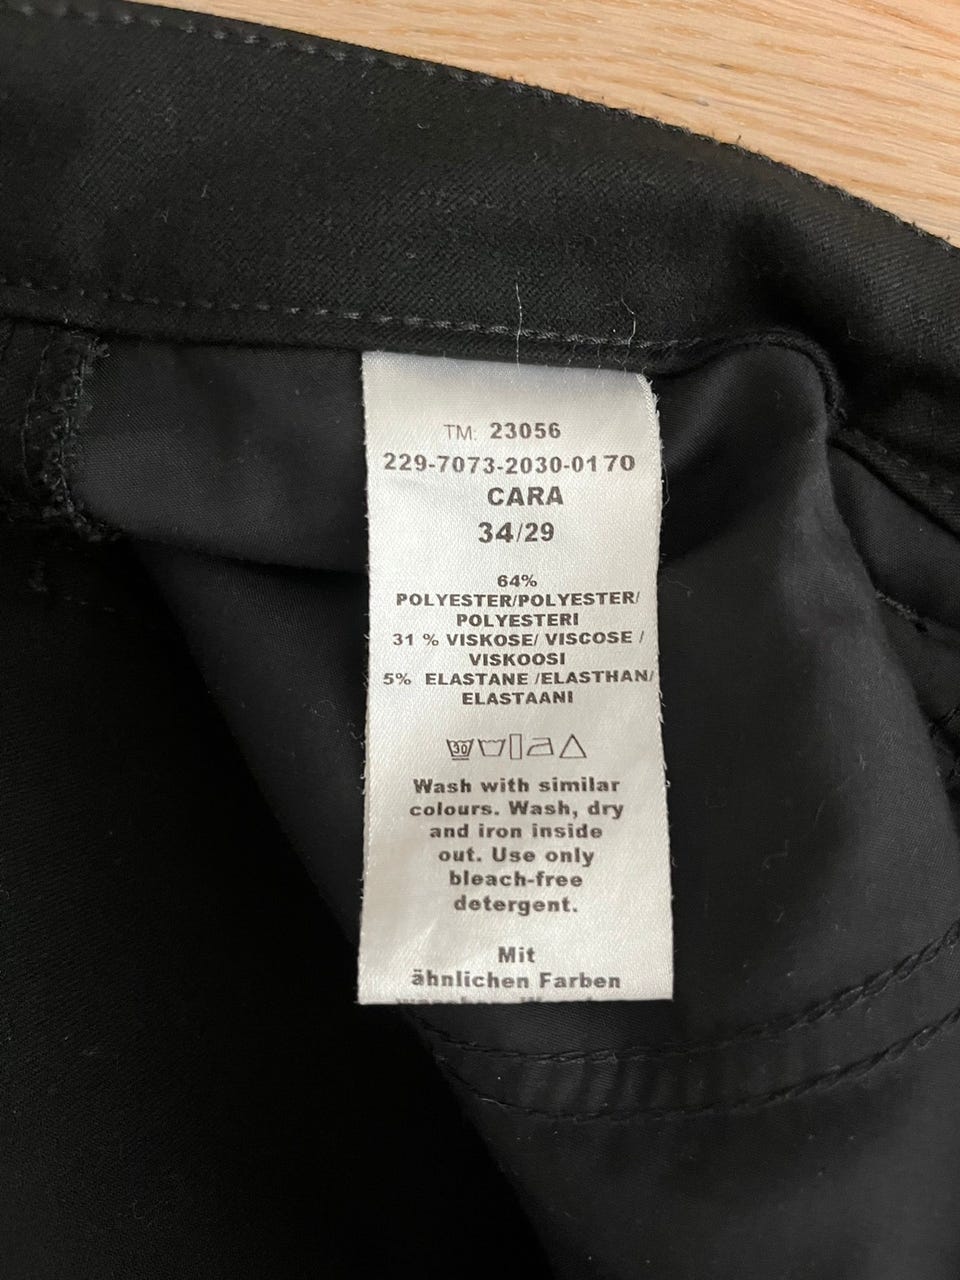 TM: 23056
229-7073-2030-0170
CARA
34/29
64%
POLYESTER/POLYESTER/
POLYESTERI
31 % VISKOSE/ VISCOSE /
VISKOOSI
5% ELASTANE /ELASTHAN/
ELASTAANI
30
Wash with similar
colours. Wash, dry
and iron inside
out. Use only
bleach-free
detergent.
Mit
ähnlichen Farben